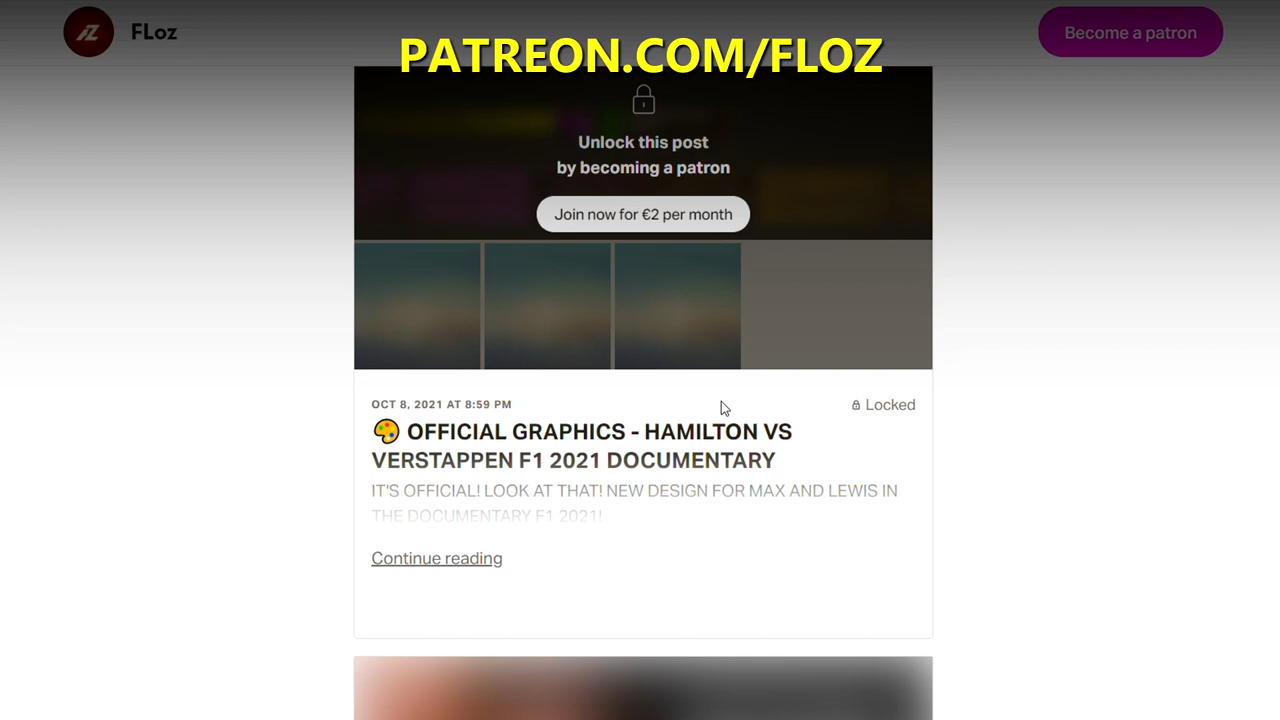 FLoz
PATREON.COM/FLOZ
Become a patron
Unlock this post
by becoming a patron
Join now for €2 per month
OCT 8, 2021 AT 8:59 PM
Locked
🎨 OFFICIAL GRAPHICS - HAMILTON VS
VERSTAPPEN F1 2021 DOCUMENTARY
IT'S OFFICIAL! LOOK AT THAT! NEW DESIGN FOR MAX AND LEWIS IN
THE DOCUMENTARY F1 2021!
Continue reading